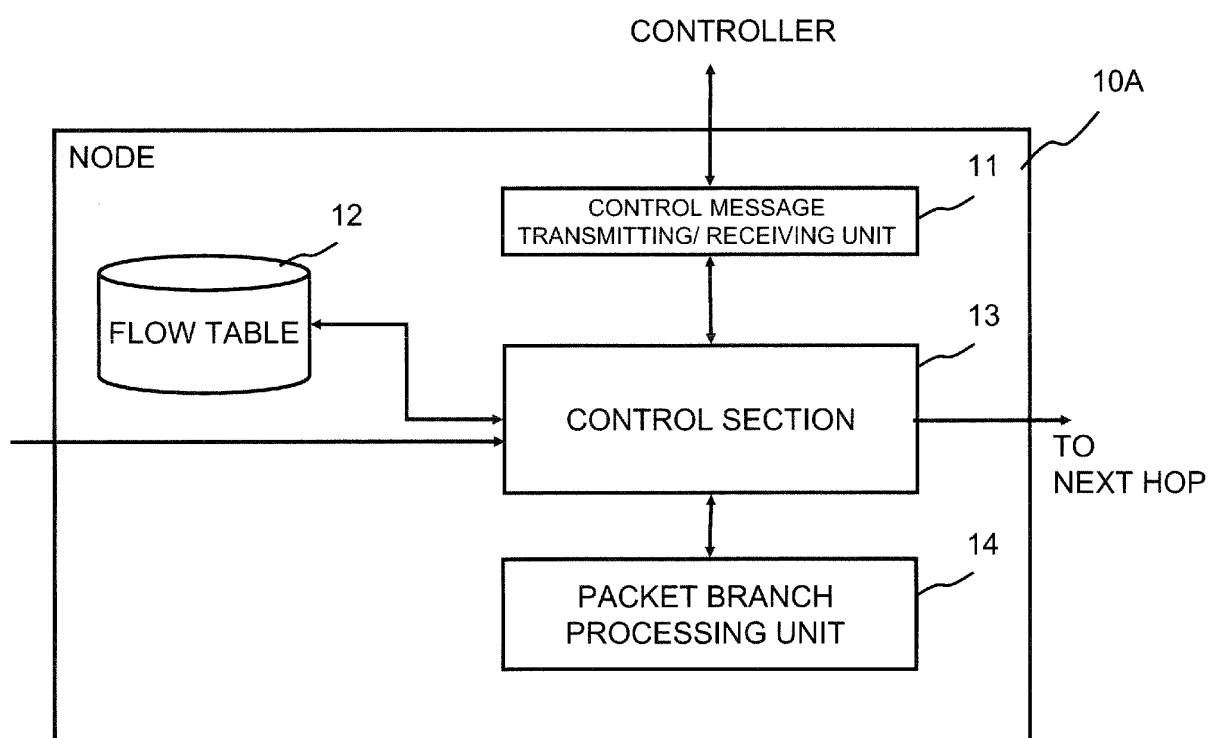 CONTROLLER
10A
NODE
11
CONTROL MESSAGE
TRANSMITTING/ RECEIVING UNIT
12
FLOW TABLE
13
CONTROL SECTION
TO
NEXT HOP
14
PACKET BRANCH
PROCESSING UNIT